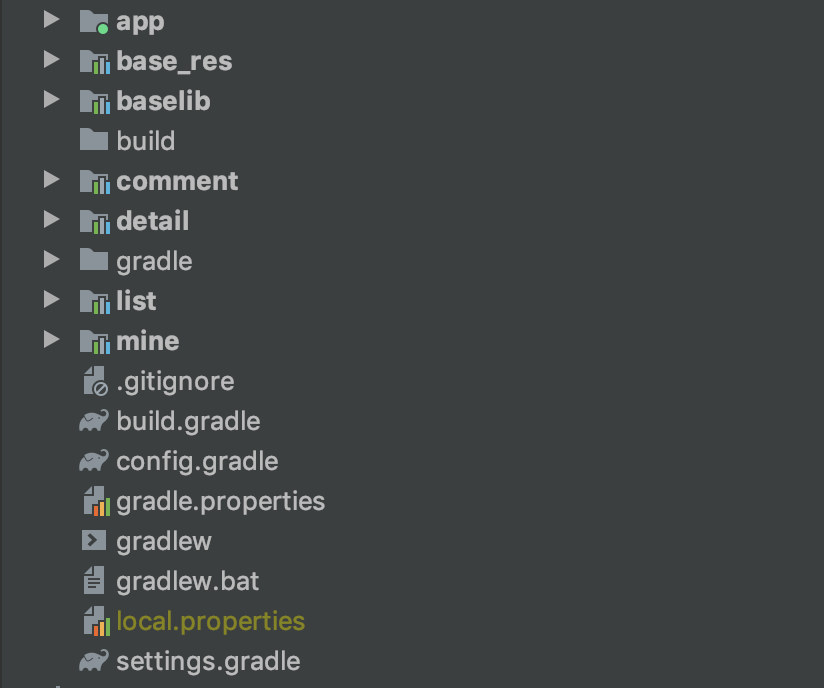 app
base_res
baselib
build
comment
detail
gradle
list
mine
.gitignore
build.gradle
config.gradle
gradle.properties
gradlew
gradlew.bat
local.properties
settings.gradle